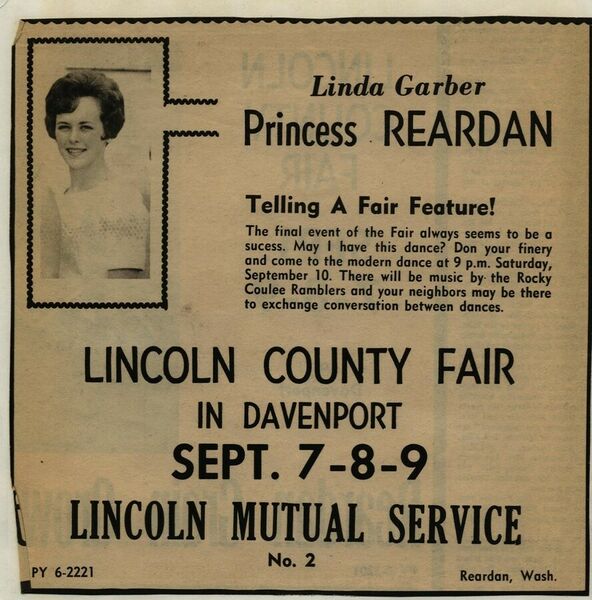 Linda Garber
Princess REARDAN
Telling A Fair Feature!
The final event of the Fair always seems to be a
sucess. May I have this dance? Don your finery
and come to the modern dance at 9 p.m. Saturday,
September 10. There will be music by the Rocky
Coulee Ramblers and your neighbors may be there
to exchange conversation between dances.
LINCOLN COUNTY FAIR
IN DAVENPORT
SEPT. 7-8-9
LINCOLN MUTUAL SERVICE
No. 2
PY 6-2221
Reardan, Wash.